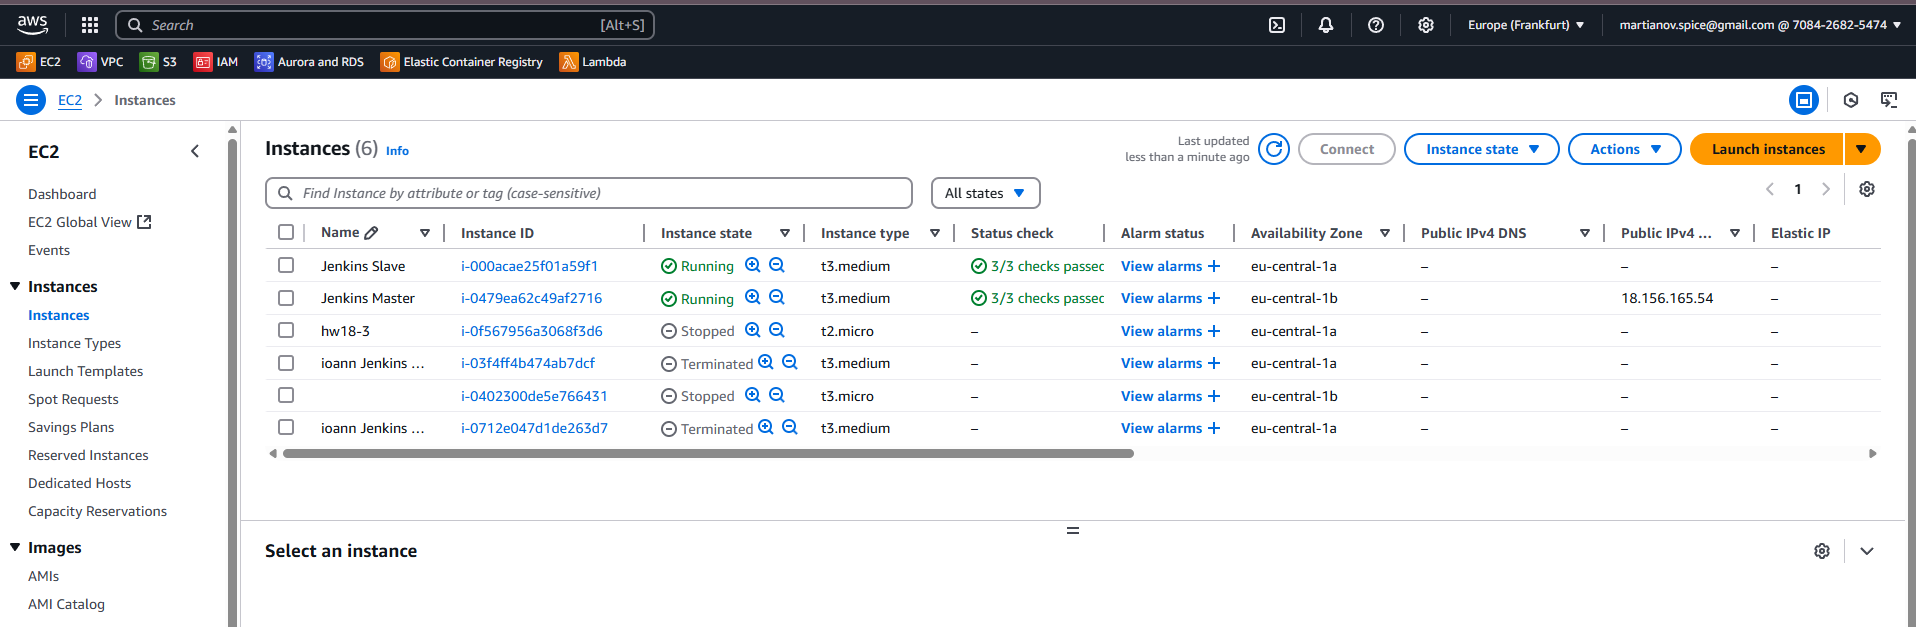 aws Search [Alt+S] Europe (Frankfurt) martianov.spice@gmail.com @ 7084-2682-5474
EC2 VPC S3 IAM Aurora and RDS Elastic Container Registry Lambda
EC2 Instances
EC2
Dashboard
EC2 Global View
Events
Instances
Instances
Instance Types
Launch Templates
Spot Requests
Savings Plans
Reserved Instances
Dedicated Hosts
Capacity Reservations
Images
AMIs
AMI Catalog
Instances (6) Info
Last updated
less than a minute ago
Connect Instance state Actions Launch instances
Find Instance by attribute or tag (case-sensitive) All states 1
Name Instance ID Instance state Instance type Status check Alarm status Availability Zone Public IPv4 DNS Public IPv4 ... Elastic IP
Jenkins Slave i-000acae25f01a59f1 Running t3.medium 3/3 checks passed View alarms + eu-central-1a – – –
Jenkins Master i-0479ea62c49af2716 Running t3.medium 3/3 checks passed View alarms + eu-central-1b – 18.156.165.54 –
hw18-3 i-0f567956a3068f3d6 Stopped t2.micro – View alarms + eu-central-1a – – –
ioann Jenkins ... i-03f4ff4b474ab7dcf Terminated t3.medium – View alarms + eu-central-1a – – –
i-0402300de5e766431 Stopped t3.micro – View alarms + eu-central-1b – – –
ioann Jenkins ... i-0712e047d1de263d7 Terminated t3.medium – View alarms + eu-central-1a – – –
Select an instance